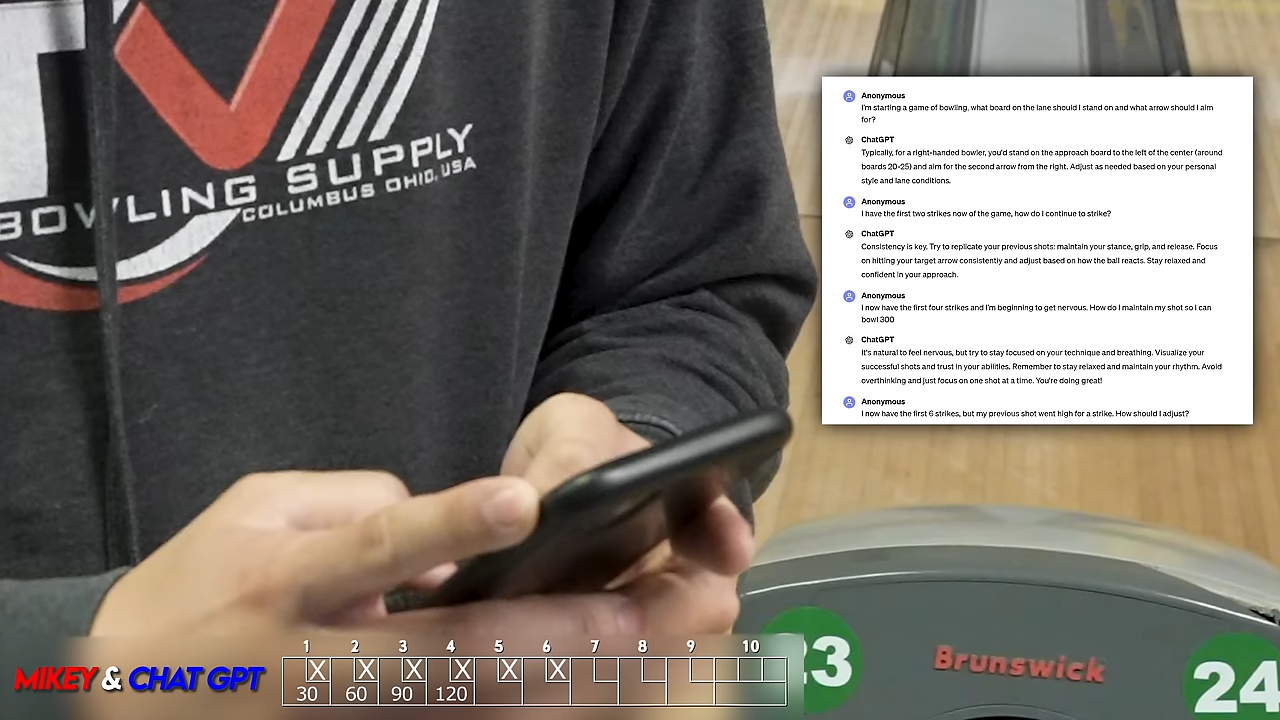 BOWLING SUPPLY
COLUMBUS OHIO, USA
Anonymous
I'm starting a game of bowling, what board on the lane should I stand on and what arrow should I aim
for?
ChatGPT
Typically, for a right-handed bowler, you'd stand on the approach board to the left of the center (around
boards 20-25) and aim for the second arrow from the right. Adjust as needed based on your personal
style and lane conditions.
Anonymous
I have the first two strikes now of the game, how do I continue to strike?
ChatGPT
Consistency is key. Try to replicate your previous shots: maintain your stance, grip, and release. Focus
on hitting your target arrow consistently and adjust based on how the ball reacts. Stay relaxed and
confident in your approach.
Anonymous
I now have the first four strikes and I'm beginning to get nervous. How do I maintain my shot so I can
bowl 300
ChatGPT
It's natural to feel nervous, but try to stay focused on your technique and breathing. Visualize your
successful shots and trust in your abilities. Remember to stay relaxed and maintain your rhythm. Avoid
overthinking and just focus on one shot at a time. You're doing great!
Anonymous
I now have the first 6 strikes, but my previous shot went high for a strike. How should I adjust?
23
Brunswick
24
MIKEY & CHAT GPT
1 2 3 4 5 6 7 8 9 10
X X X X X X
30 60 90 120